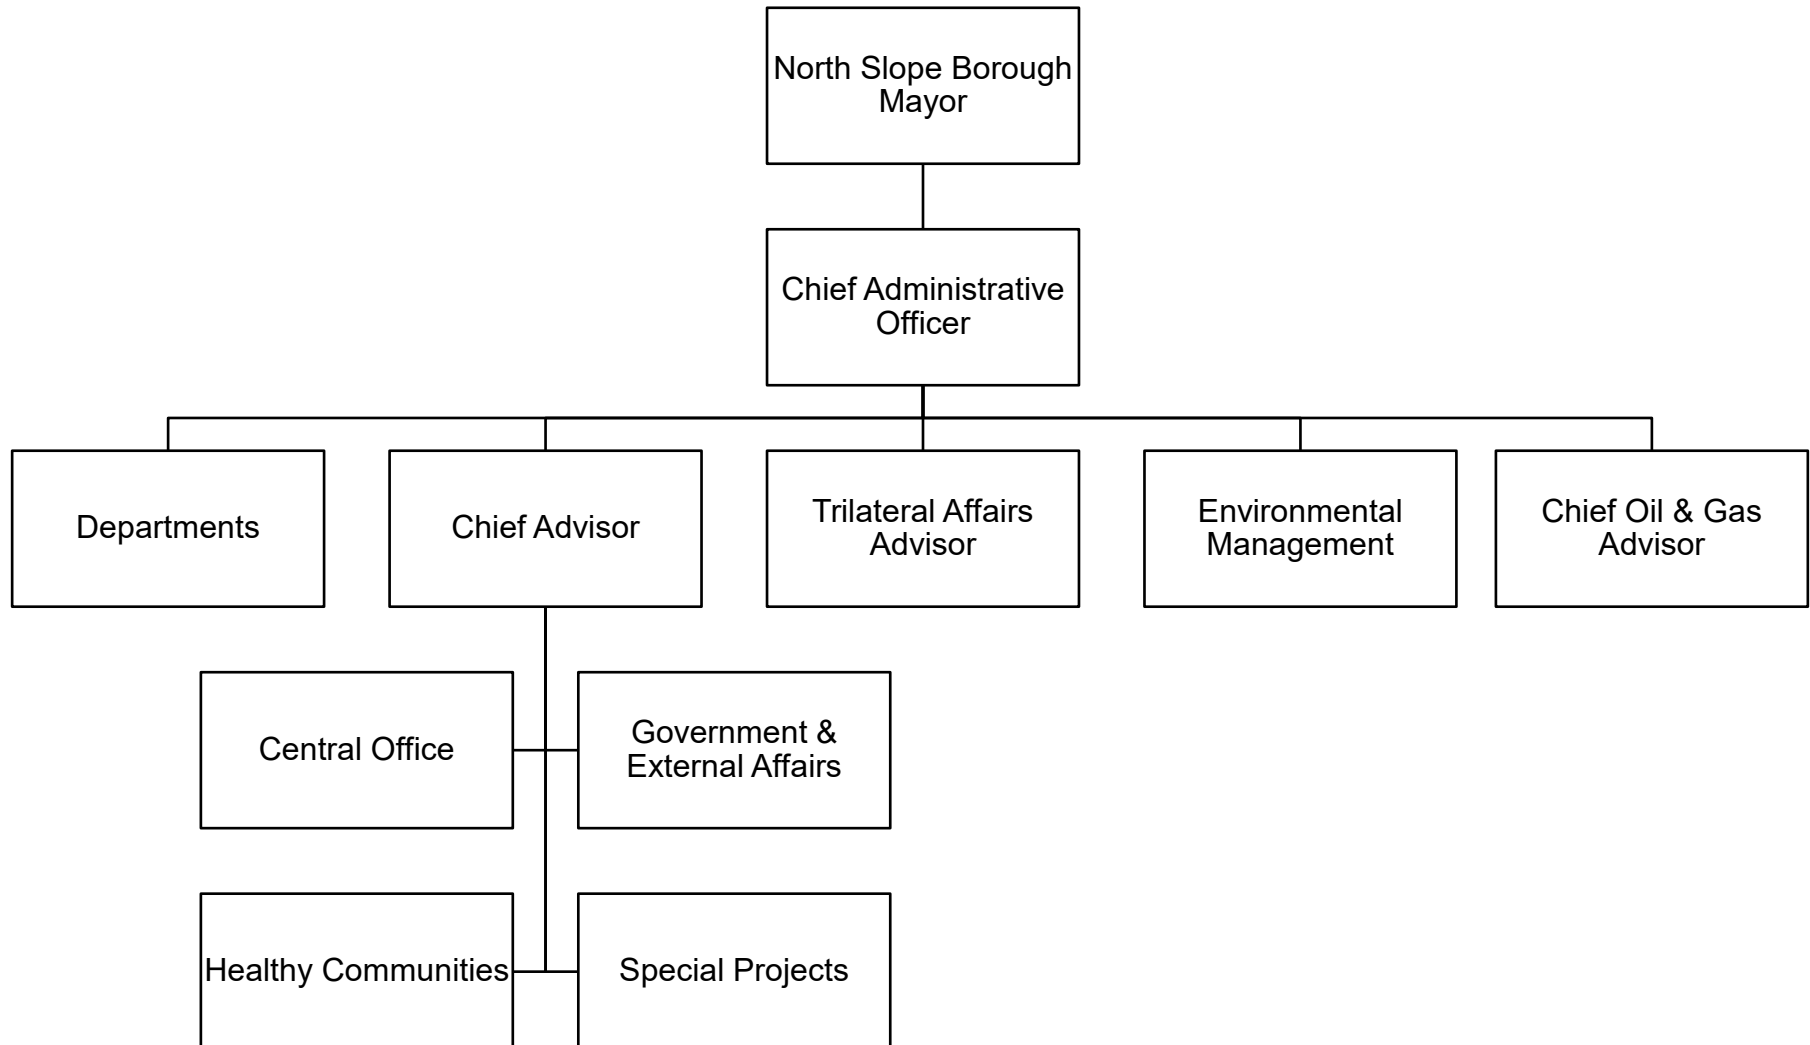 North Slope Borough
Mayor
Chief Administrative
Officer
Departments
Chief Advisor
Trilateral Affairs
Advisor
Environmental
Management
Chief Oil & Gas
Advisor
Central Office
Government &
External Affairs
Healthy Communities
Special Projects